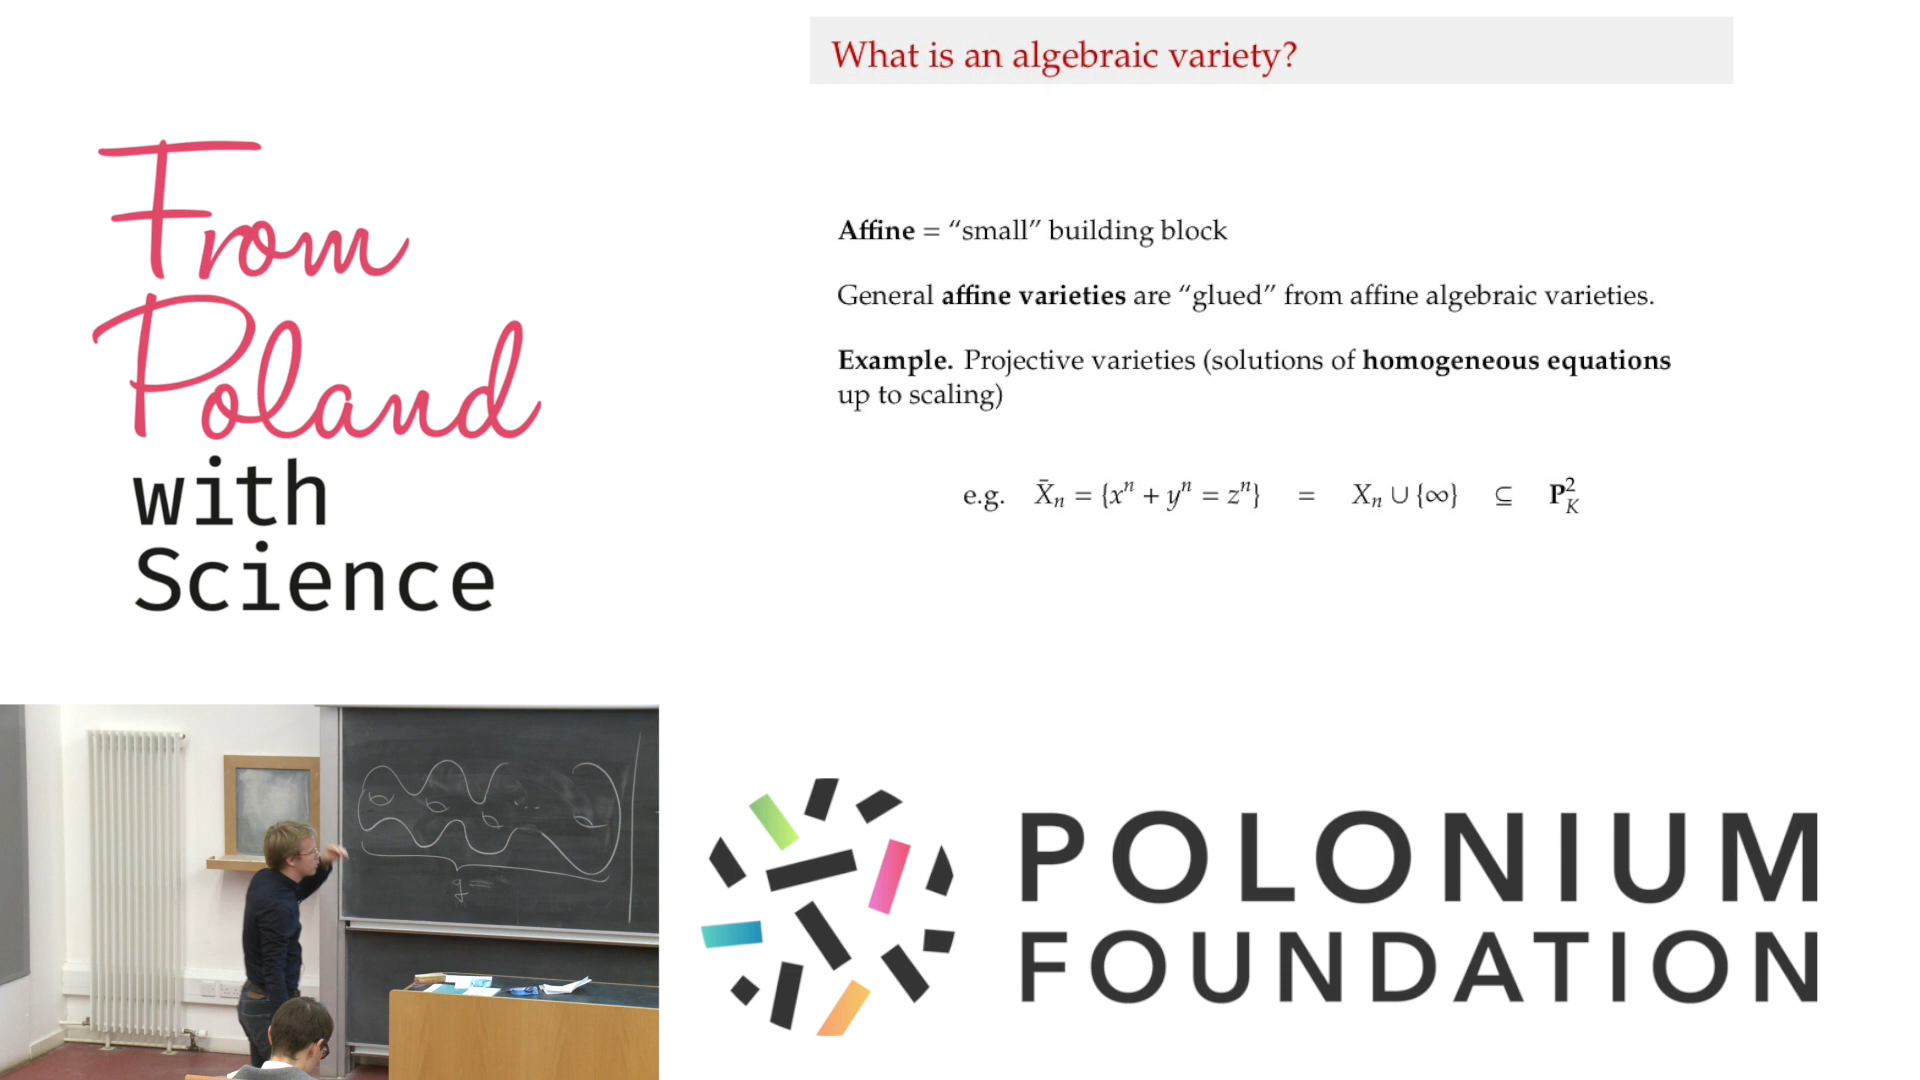 What is an algebraic variety?
From
Poland
with
Science
Affine = “small” building block
General affine varieties are “glued” from affine algebraic varieties.
Example. Projective varieties (solutions of homogeneous equations
up to scaling)
e.g. X̄ₙ = {xⁿ + yⁿ = zⁿ} = Xₙ ∪ {∞} ⊆ P²_K
g =
POLONIUM
FOUNDATION